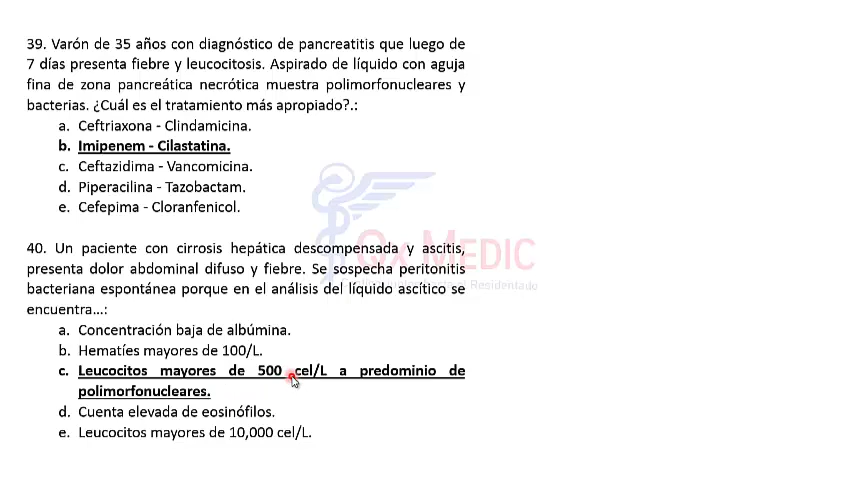 39. Varón de 35 años con diagnóstico de pancreatitis que luego de
7 días presenta fiebre y leucocitosis. Aspirado de líquido con aguja
fina de zona pancreática necrótica muestra polimorfonucleares y
bacterias. ¿Cuál es el tratamiento más apropiado?.:
a. Ceftriaxona - Clindamicina.
b. Imipenem - Cilastatina.
c. Ceftazidima - Vancomicina.
d. Piperacilina - Tazobactam.
e. Cefepima - Cloranfenicol.
QX MEDIC
40. Un paciente con cirrosis hepática descompensada y ascitis,
presenta dolor abdominal difuso y fiebre. Se sospecha peritonitis
bacteriana espontánea porque en el análisis del líquido ascítico se
Residentado
encuentra...:
a. Concentración baja de albúmina.
b. Hematíes mayores de 100/L.
c. Leucocitos mayores de 500 cel/L a predominio de
polimorfonucleares.
d. Cuenta elevada de eosinófilos.
e. Leucocitos mayores de 10,000 cel/L.